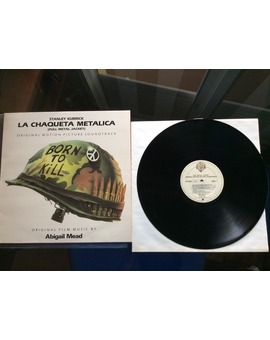 STANLEY KUBRICK
LA CHAQUETA METALICA
(FULL METAL JACKET)
ORIGINAL MOTION PICTURE SOUNDTRACK
BORN
TO
KILL
ORIGINAL FILM MUSIC BY
Abigail Mead